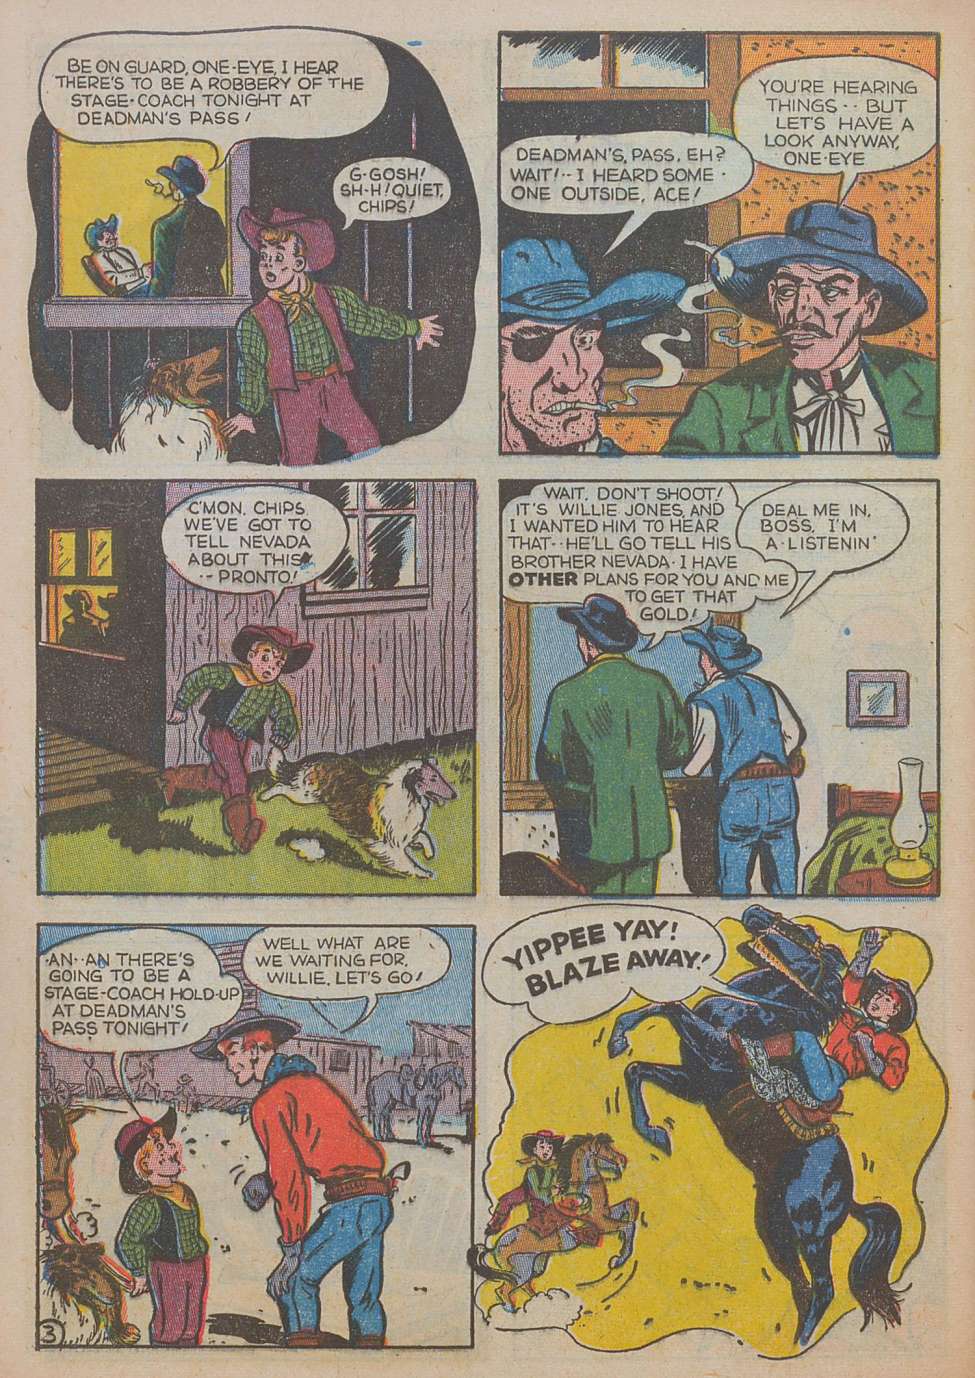 BE ON GUARD, ONE-EYE, I HEAR
THERE'S TO BE A ROBBERY OF THE
STAGE-COACH TONIGHT AT
DEADMAN'S PASS!
G-GOSH!
SH-H! QUIET,
CHIPS!
DEADMAN'S, PASS, EH?
WAIT!-- I HEARD SOME-
ONE OUTSIDE, ACE!
YOU'RE HEARING
THINGS -- BUT
LET'S HAVE A
LOOK ANYWAY,
ONE-EYE
C'MON, CHIPS,
WE'VE GOT TO
TELL NEVADA
ABOUT THIS
-- PRONTO!
WAIT, DON'T SHOOT!
IT'S WILLIE JONES, AND
I WANTED HIM TO HEAR
THAT-- HE'LL GO TELL HIS
BROTHER NEVADA. I HAVE
OTHER PLANS FOR YOU AND ME
TO GET THAT
GOLD!
DEAL ME IN,
BOSS, I'M
A-LISTENIN'
AN--AN THERE'S
GOING TO BE A
STAGE-COACH HOLD-UP
AT DEADMAN'S
PASS TONIGHT!
WELL WHAT ARE
WE WAITING FOR,
WILLIE, LET'S GO!
YIPPEE YAY!
BLAZE AWAY!
3